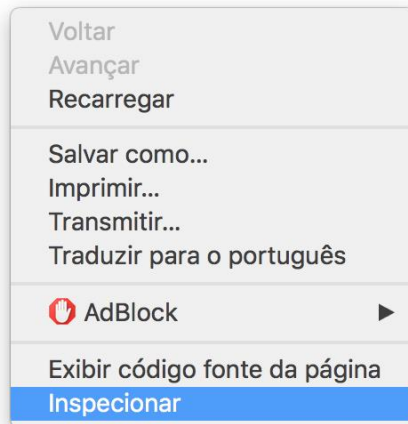 Voltar
Avançar
Recarregar
Salvar como...
Imprimir...
Transmitir...
Traduzir para o português
AdBlock
Exibir código fonte da página
Inspecionar